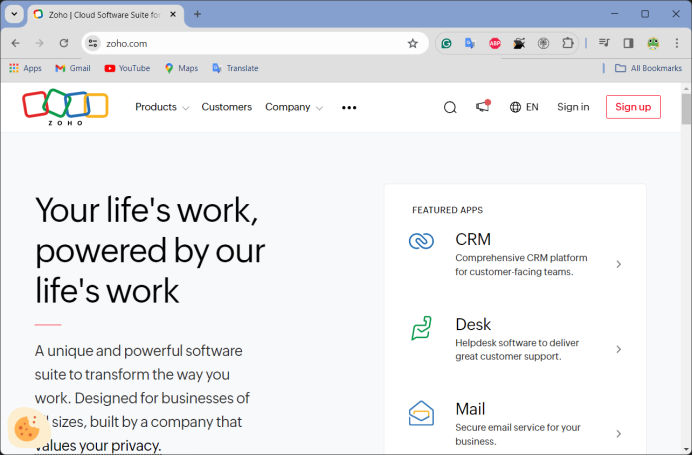 Zoho | Cloud Software Suite for
zoho.com
ABP
Apps
Gmail
YouTube
Maps
Translate
All Bookmarks
ZOHO
Products
Customers
Company
EN
Sign in
Sign up
Your life's work,
powered by our
life's work
A unique and powerful software
suite to transform the way you
work. Designed for businesses of
sizes, built by a company that
values your privacy.
FEATURED APPS
CRM
Comprehensive CRM platform
for customer-facing teams.
Desk
Helpdesk software to deliver
great customer support.
Mail
Secure email service for your
business.